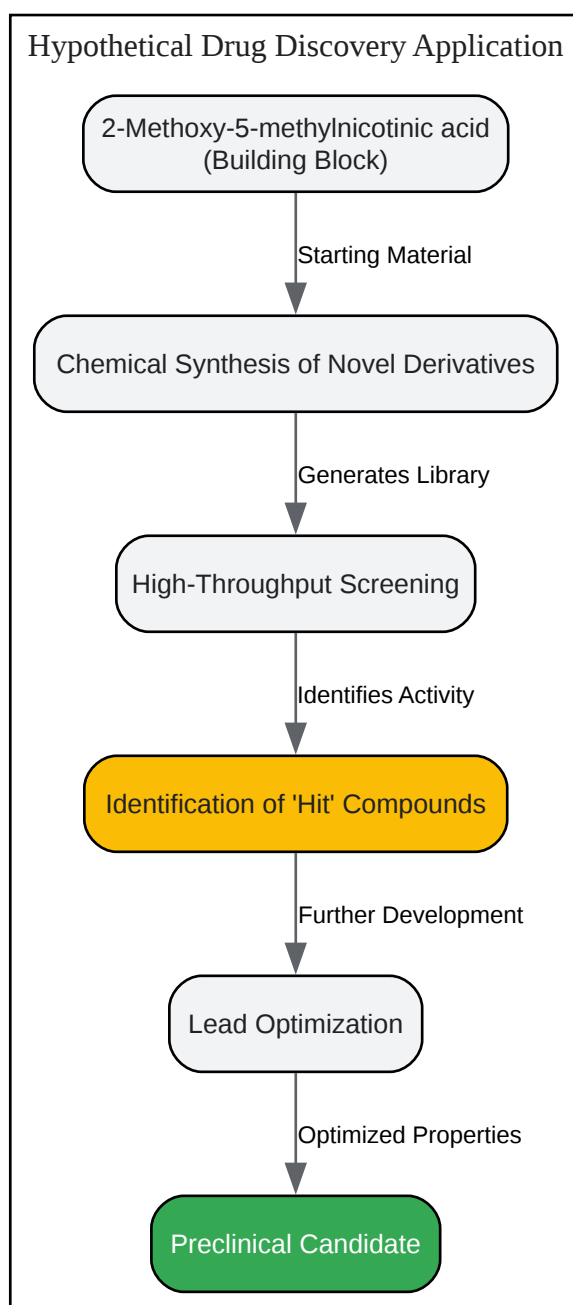 Hypothetical Drug Discovery Application
2-Methoxy-5-methylnicotinic acid
(Building Block)
Starting Material
Chemical Synthesis of Novel Derivatives
Generates Library
High-Throughput Screening
Identifies Activity
Identification of 'Hit' Compounds
Further Development
Lead Optimization
Optimized Properties
Preclinical Candidate